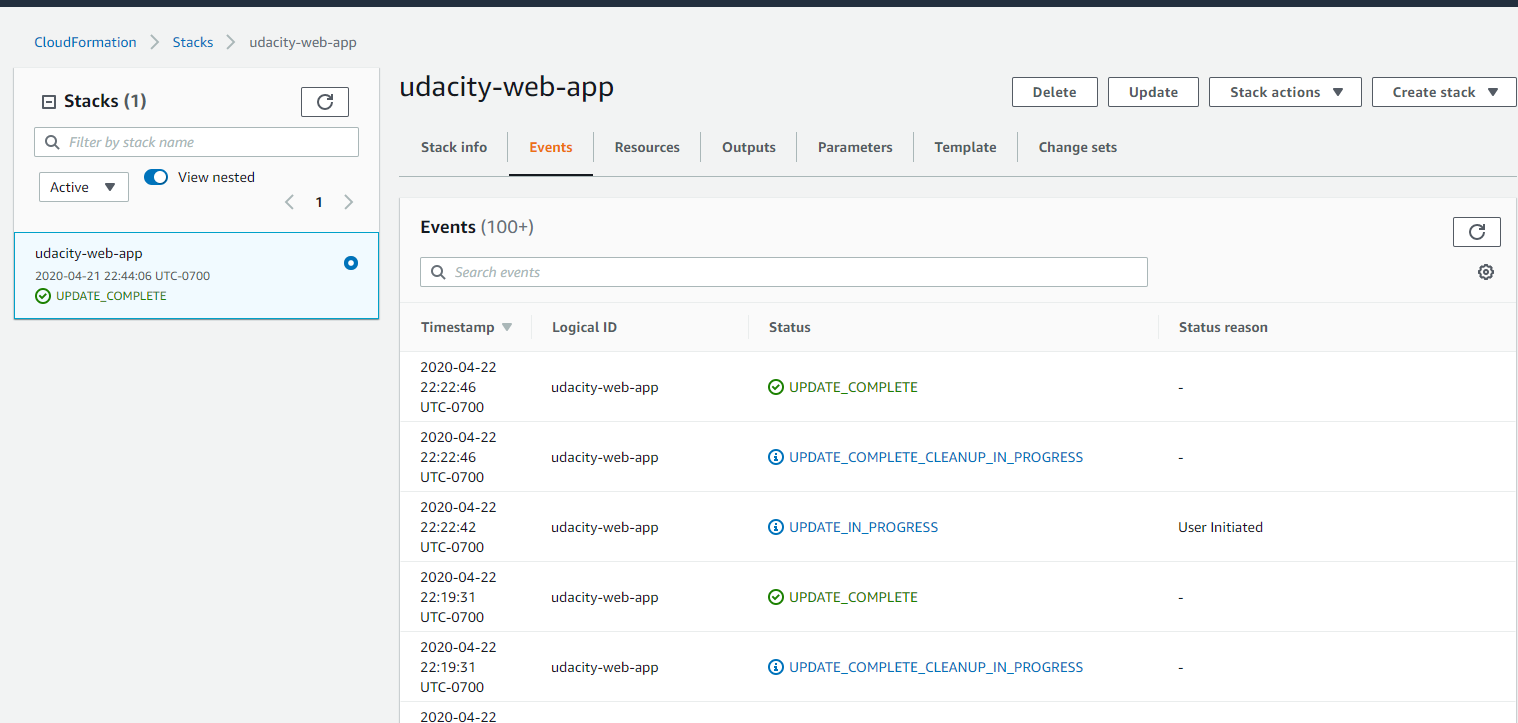 CloudFormation > Stacks > udacity-web-app
Stacks (1)
Filter by stack name
Active
View nested
1
udacity-web-app
2020-04-21 22:44:06 UTC-0700
UPDATE_COMPLETE
udacity-web-app
Delete
Update
Stack actions
Create stack
Stack info
Events
Resources
Outputs
Parameters
Template
Change sets
Events (100+)
Search events
Timestamp
Logical ID
Status
Status reason
2020-04-22
22:22:46
UTC-0700
udacity-web-app
UPDATE_COMPLETE
-
2020-04-22
22:22:46
UTC-0700
udacity-web-app
UPDATE_COMPLETE_CLEANUP_IN_PROGRESS
-
2020-04-22
22:22:42
UTC-0700
udacity-web-app
UPDATE_IN_PROGRESS
User Initiated
2020-04-22
22:19:31
UTC-0700
udacity-web-app
UPDATE_COMPLETE
-
2020-04-22
22:19:31
UTC-0700
udacity-web-app
UPDATE_COMPLETE_CLEANUP_IN_PROGRESS
-
2020-04-22